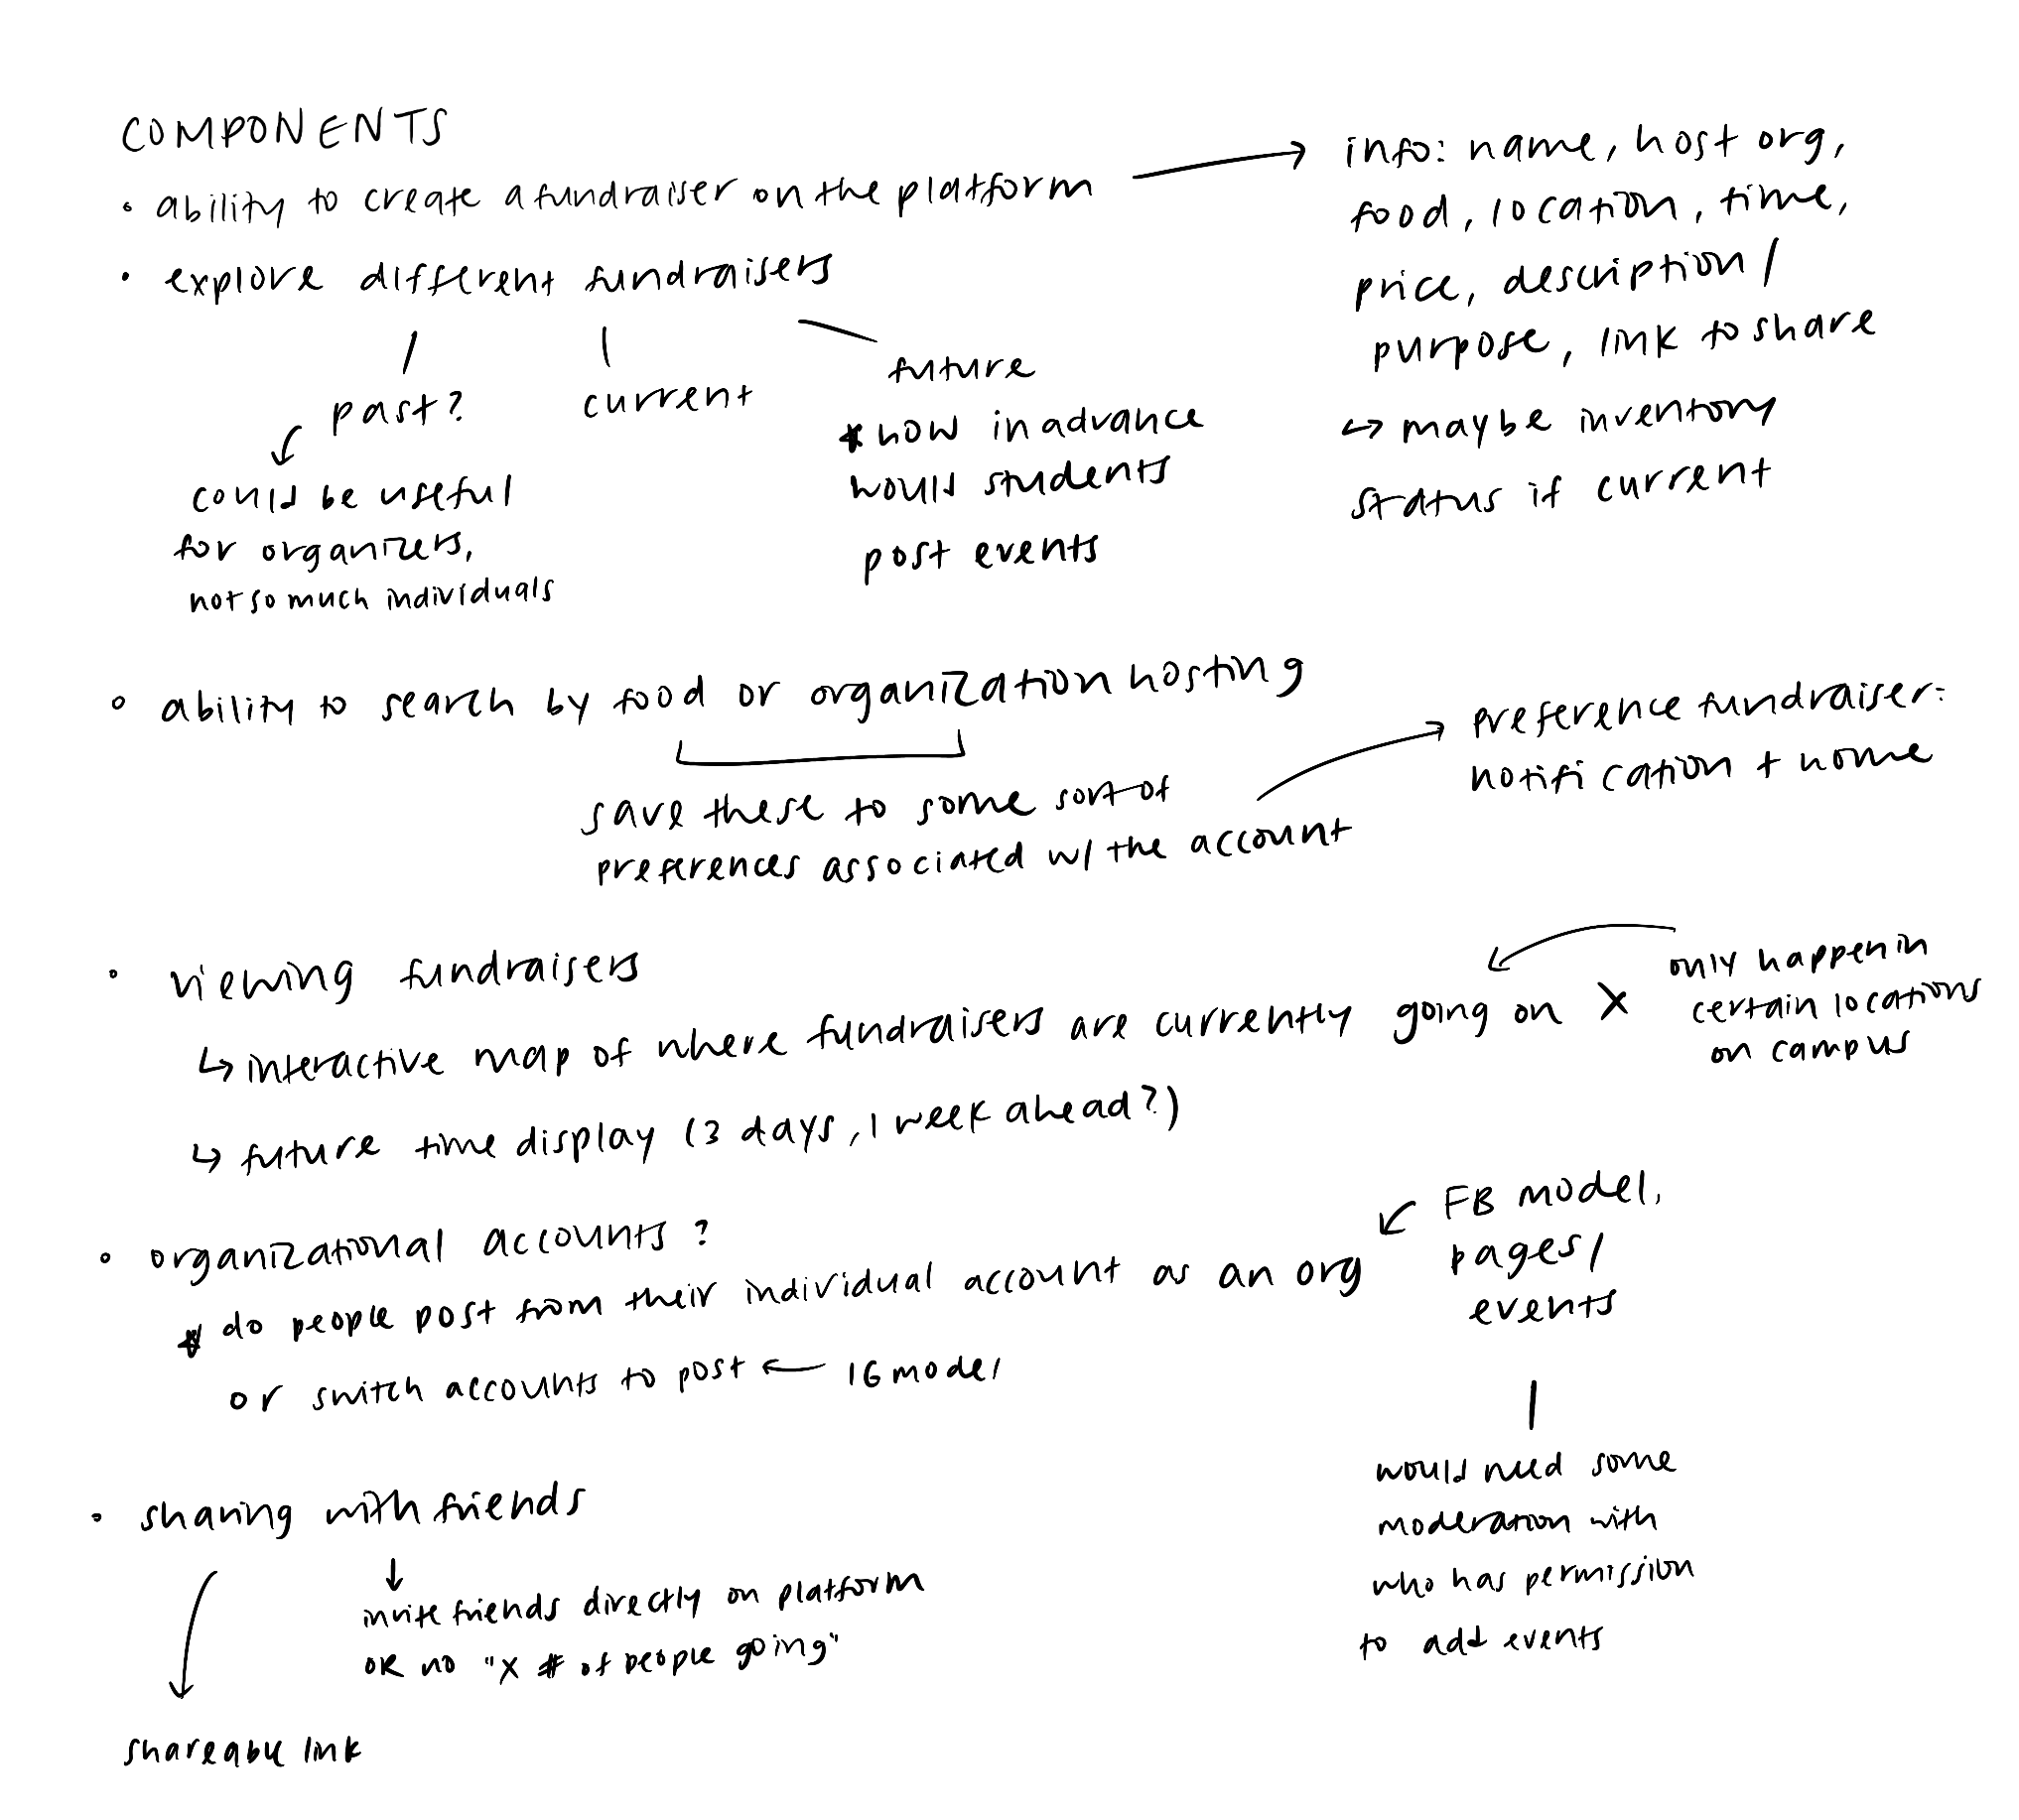 COMPONENTS
• ability to create a fundraiser on the platform → info: name, host org,
food, location, time,
price, description/
purpose, link to share
↳ maybe inventory
status if current
• explore different fundraisers
past?
could be useful
for organizers,
not so much individuals
current
future
* how in advance
would students
post events
• ability to search by food or organization hosting
save these to some sort of
preferences associated w/ the account
→ preference fundraiser:
notification + home
• viewing fundraisers
↳ interactive map of where fundraisers are currently going on X
only happen in
certain locations
on campus
↳ future time display (3 days, 1 week ahead?)
• organizational accounts?
* do people post from their individual account as an org
or switch accounts to post ← IG model
FB model,
pages/
events
would need some
moderation with
who has permission
to add events
• sharing with friends
invite friends directly on platform
OR no "X # of people going"
shareable link